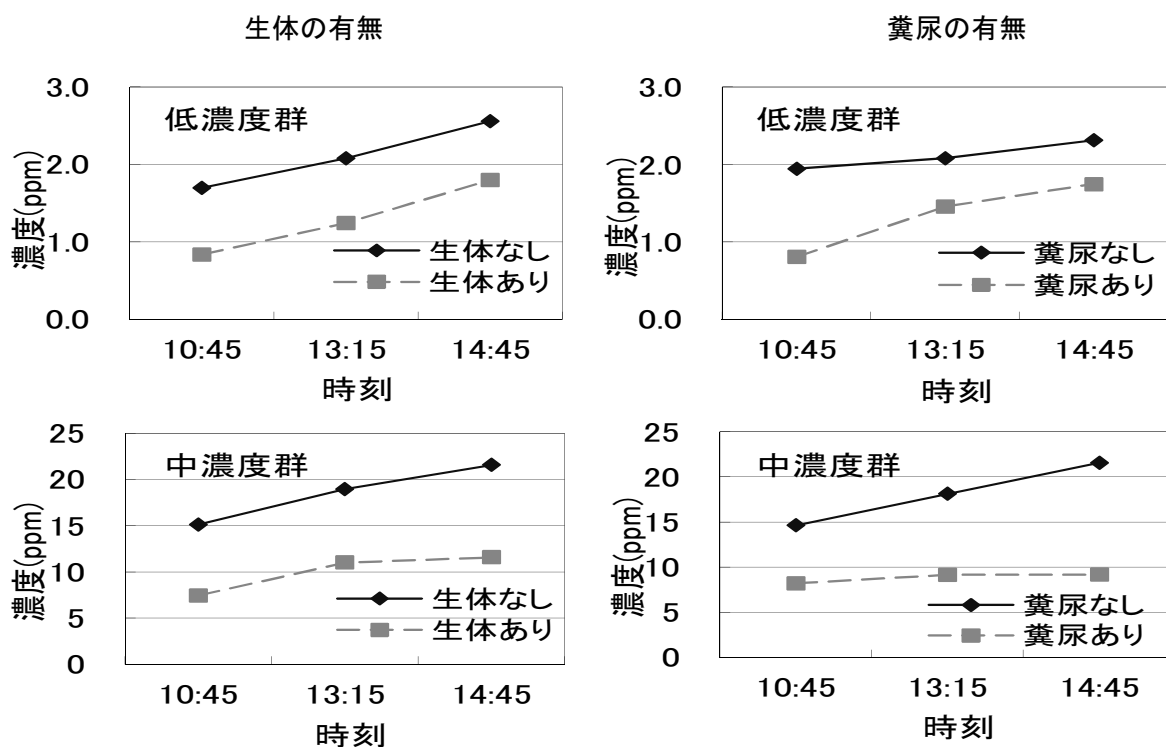 生体の有無
糞尿の有無
3.0
2.0
1.0
0.0
濃度(ppm)
低濃度群
生体なし
生体あり
10:45
13:15
14:45
時刻
3.0
2.0
1.0
0.0
濃度(ppm)
低濃度群
糞尿なし
糞尿あり
10:45
13:15
14:45
時刻
25
20
15
10
5
0
濃度(ppm)
中濃度群
生体なし
生体あり
10:45
13:15
14:45
時刻
25
20
15
10
5
0
濃度(ppm)
中濃度群
糞尿なし
糞尿あり
10:45
13:15
14:45
時刻